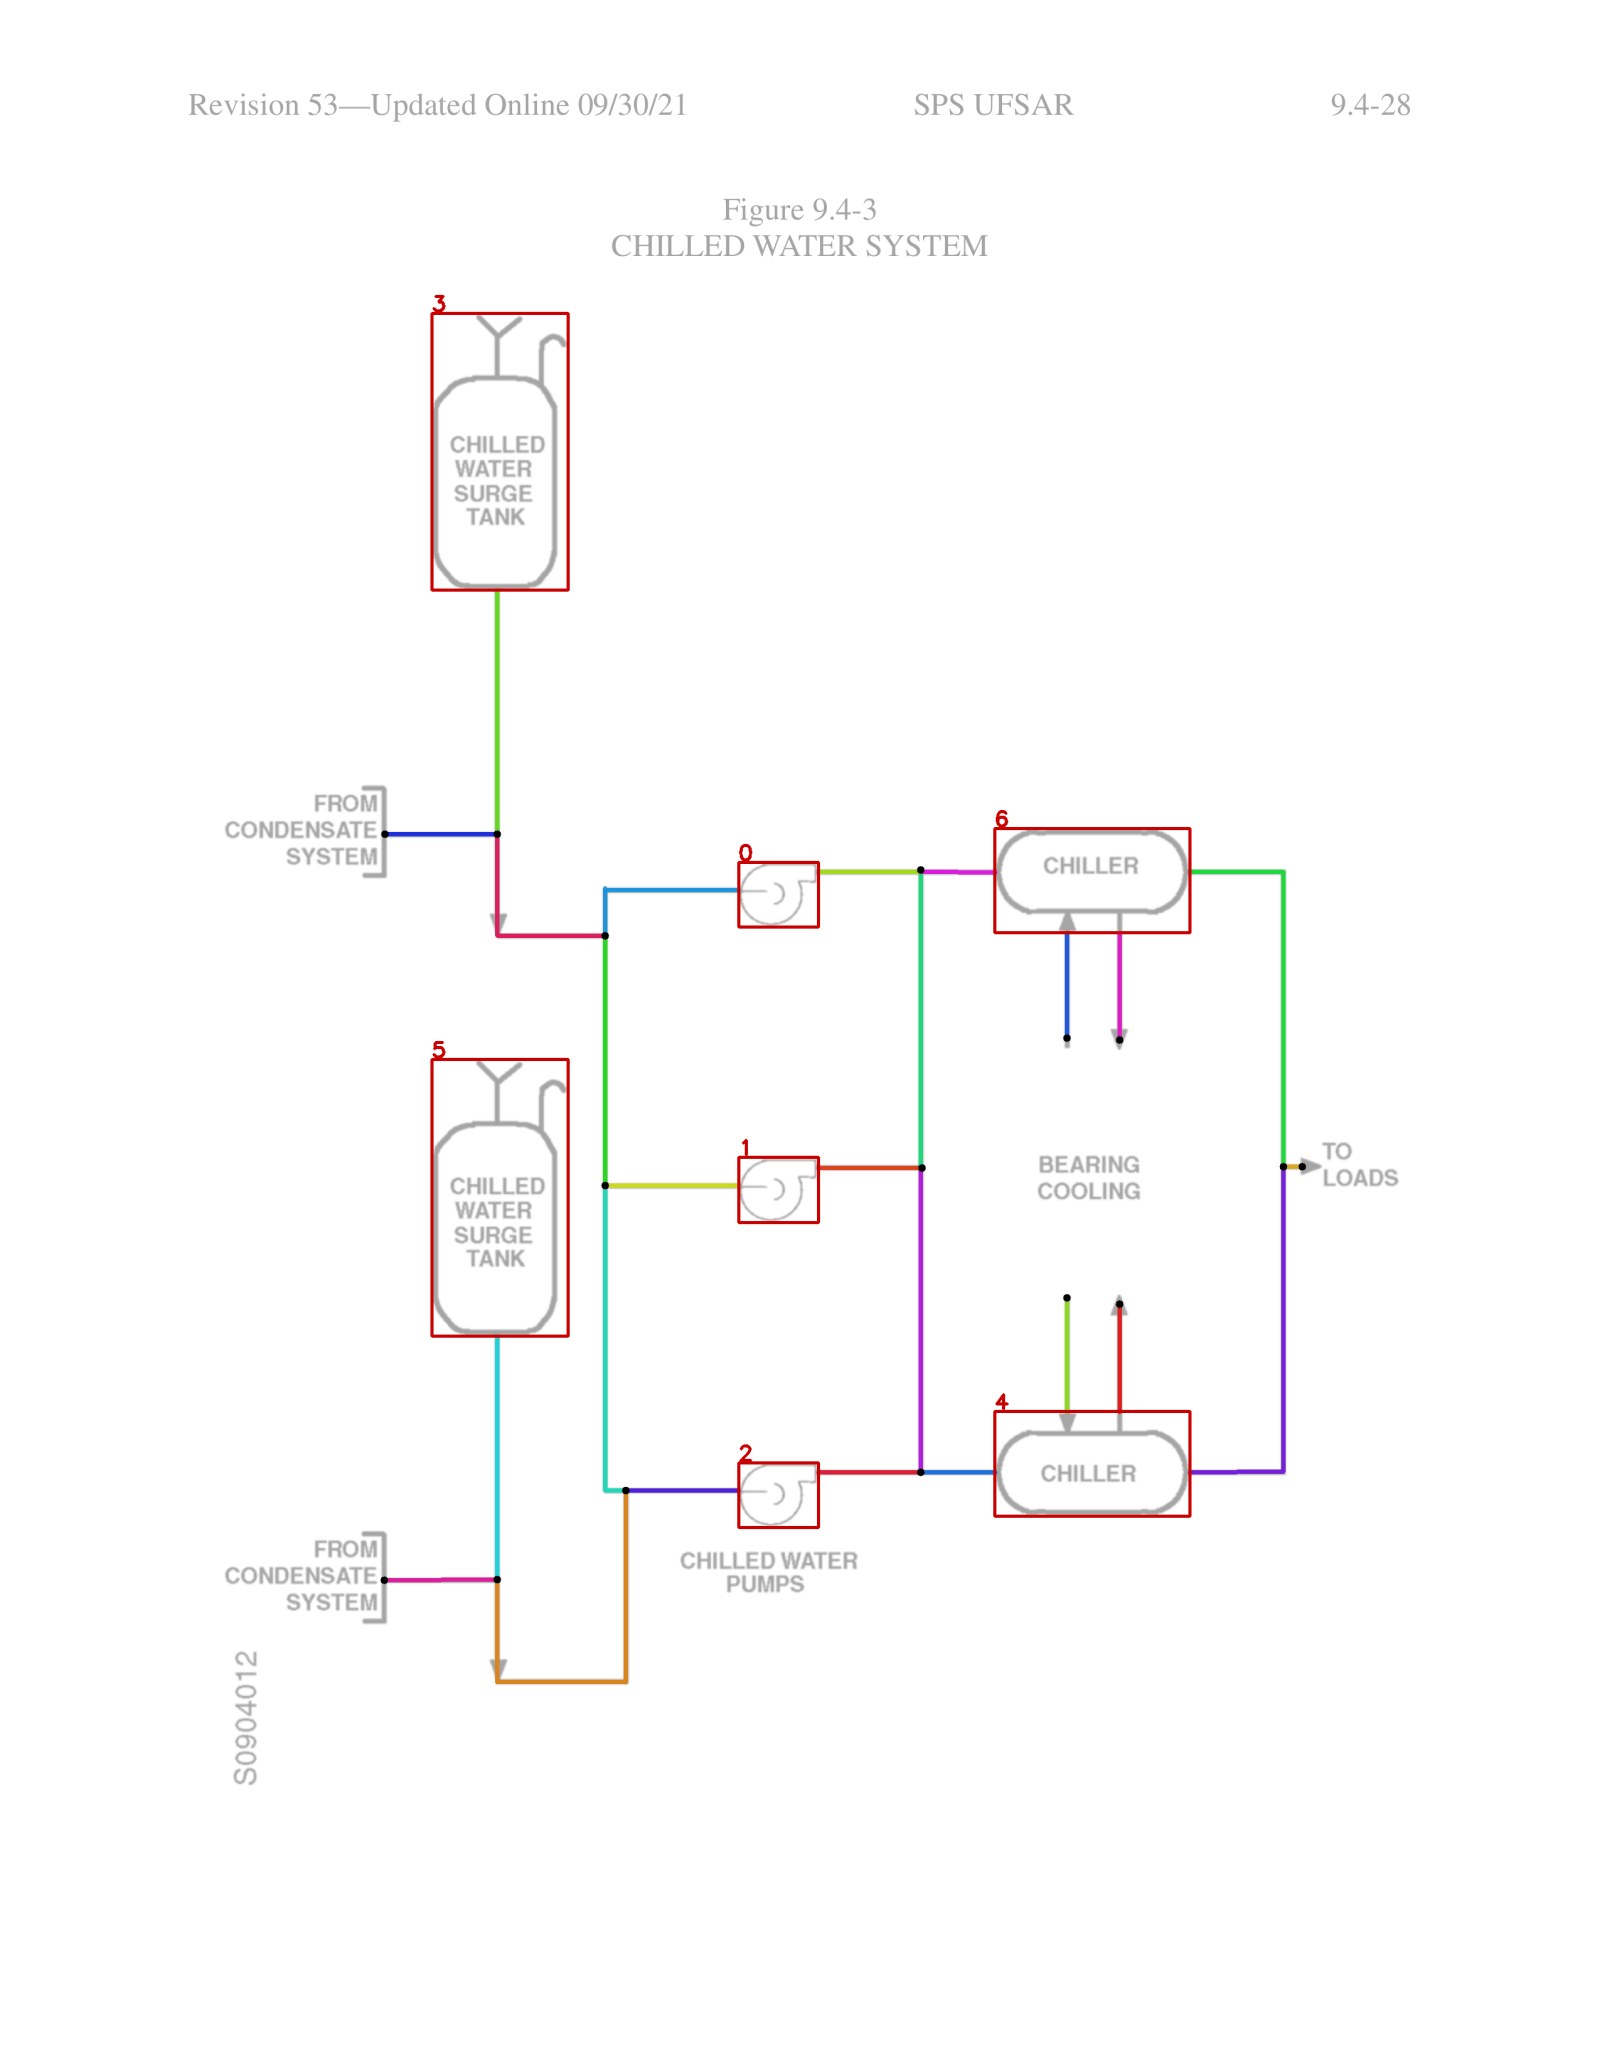 Revision 53—Updated Online 09/30/21 SPS UFSAR 9.4-28
Figure 9.4-3
CHILLED WATER SYSTEM
3
CHILLED
WATER
SURGE
TANK
FROM
CONDENSATE
SYSTEM
0
6
CHILLER
5
CHILLED
WATER
SURGE
TANK
1
BEARING
COOLING
TO
LOADS
4
CHILLER
2
CHILLED WATER
PUMPS
FROM
CONDENSATE
SYSTEM
S0904012